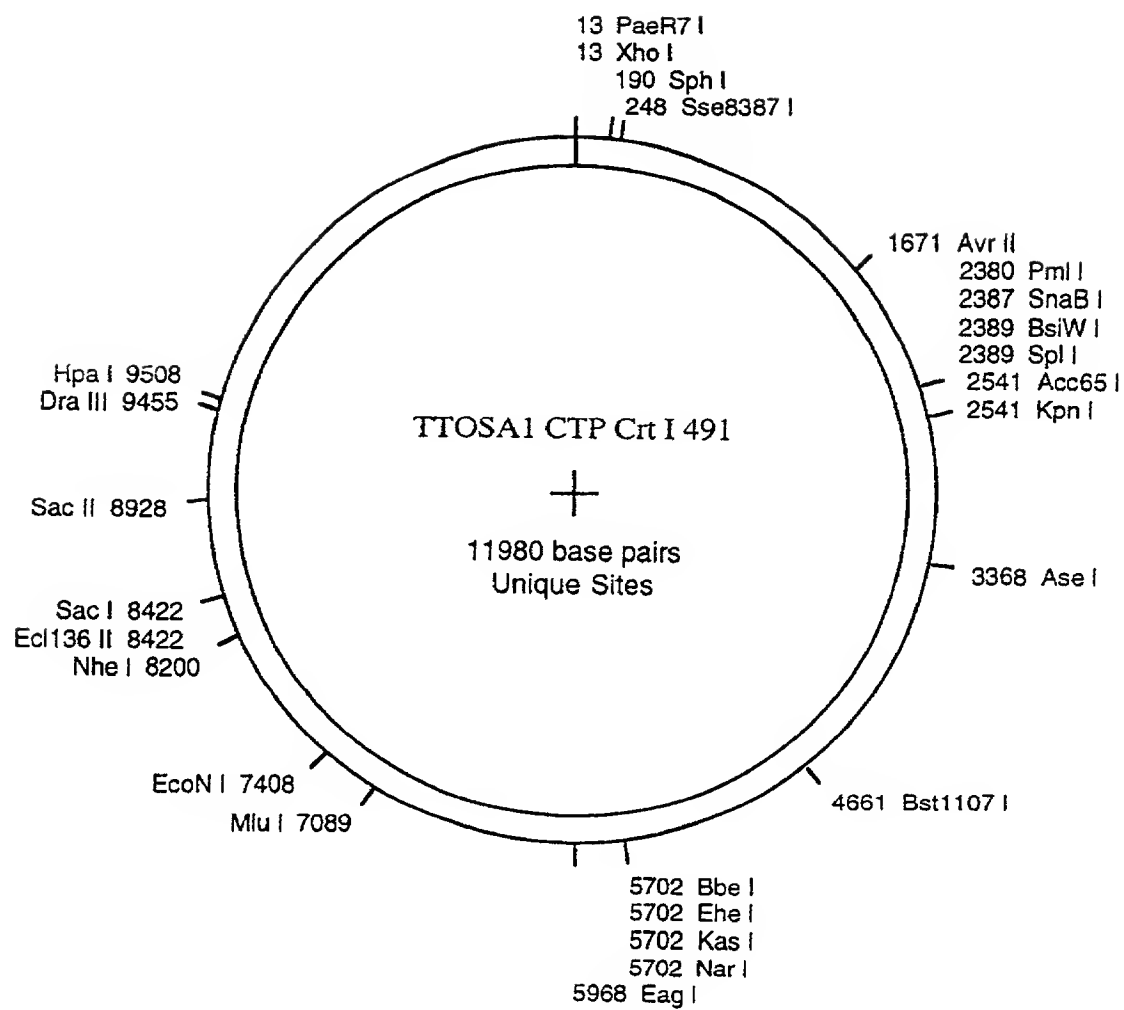 13 PaeR7 I
13 Xho I
190 Sph I
248 Sse8387 I
1671 Avr II
2380 Pml I
2387 SnaB I
2389 BsiW I
2389 Spl I
2541 Acc65 I
2541 Kpn I
3368 Ase I
4661 Bst1107 I
5702 Bbe I
5702 Ehe I
5702 Kas I
5702 Nar I
5968 Eag I
Mlu I 7089
EcoN I 7408
Nhe I 8200
Ecl136 II 8422
Sac I 8422
Sac II 8928
Dra III 9455
Hpa I 9508
TTOSA1 CTP Crt I 491
11980 base pairs
Unique Sites